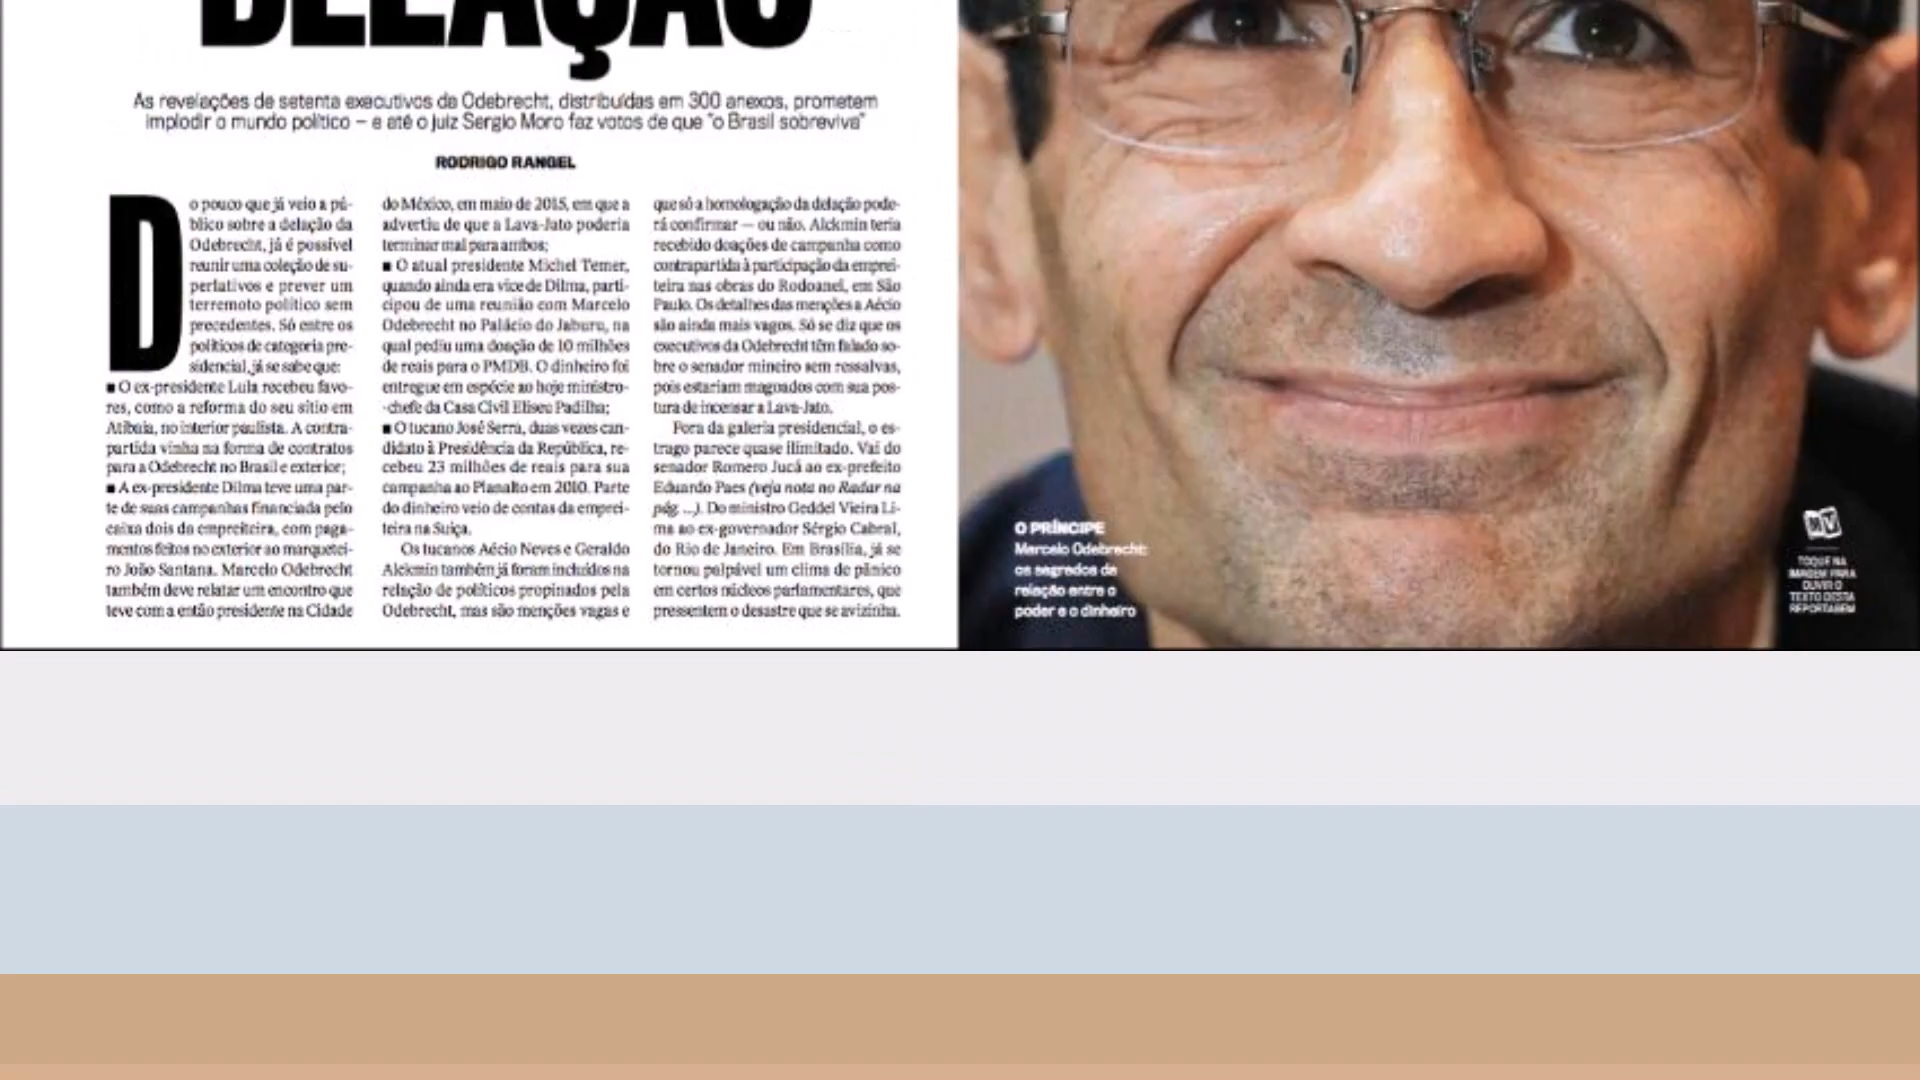 DELAÇÃO
As revelações de setenta executivos da Odebrecht, distribuídas em 300 anexos, prometem
implodir o mundo político – e até o juiz Sergio Moro faz votos de que "o Brasil sobreviva"
RODRIGO RANGEL
Do pouco que já veio a pú-
blico sobre a delação da
Odebrecht, já é possível
reunir uma coleção de su-
perlativos e prever um
terremoto político sem
precedentes. Só entre os
políticos de categoria pre-
sidencial, já se sabe que:
■ O ex-presidente Lula recebeu favo-
res, como a reforma do seu sítio em
Atibaia, no interior paulista. A contra-
partida vinha na forma de contratos
para a Odebrecht no Brasil e exterior;
■ A ex-presidente Dilma teve uma par-
te de suas campanhas financiada pelo
caixa dois da empreiteira, com paga-
mentos feitos no exterior ao marquetei-
ro João Santana. Marcelo Odebrecht
também deve relatar um encontro que
teve com a então presidente na Cidade
do México, em maio de 2015, em que a
advertia de que a Lava-Jato poderia
terminar mal para ambos;
■ O atual presidente Michel Temer,
quando ainda era vice de Dilma, parti-
cipou de uma reunião com Marcelo
Odebrecht no Palácio do Jaburu, na
qual pediu uma doação de 10 milhões
de reais para o PMDB. O dinheiro foi
entregue em espécie ao hoje ministro-
-chefe da Casa Civil Eliseu Padilha;
■ O tucano José Serra, duas vezes can-
didato à Presidência da República, re-
cebeu 23 milhões de reais para sua
campanha ao Planalto em 2010. Parte
do dinheiro veio de contas da emprei-
teira na Suíça.
Os tucanos Aécio Neves e Geraldo
Alckmin também já foram incluídos na
relação de políticos propinados pela
Odebrecht, mas são menções vagas e
que só a homologação da delação pode-
rá confirmar — ou não. Alckmin teria
recebido doações de campanha como
contrapartida à participação da emprei-
teira nas obras do Rodoanel, em São
Paulo. Os detalhes das menções a Aécio
são ainda mais vagos. Só se diz que os
executivos da Odebrecht têm falado so-
bre o senador mineiro sem ressalvas,
pois estariam magoados com sua pos-
tura de incensar a Lava-Jato.
Fora da galeria presidencial, o es-
trago parece quase ilimitado. Vai do
senador Romero Jucá ao ex-prefeito
Eduardo Paes (veja nota no Radar na
pág. ...). Do ministro Geddel Vieira Li-
ma ao ex-governador Sérgio Cabral,
do Rio de Janeiro. Em Brasília, já se
tornou palpável um clima de pânico
em certos núcleos parlamentares, que
pressentem o desastre que se avizinha.
O PRÍNCIPE
Marcelo Odebrecht:
os segredos da
relação entre o
poder e o dinheiro
MV
TOQUE NA
IMAGEM PARA
OUVIR O
TEXTO DESTA
REPORTAGEM